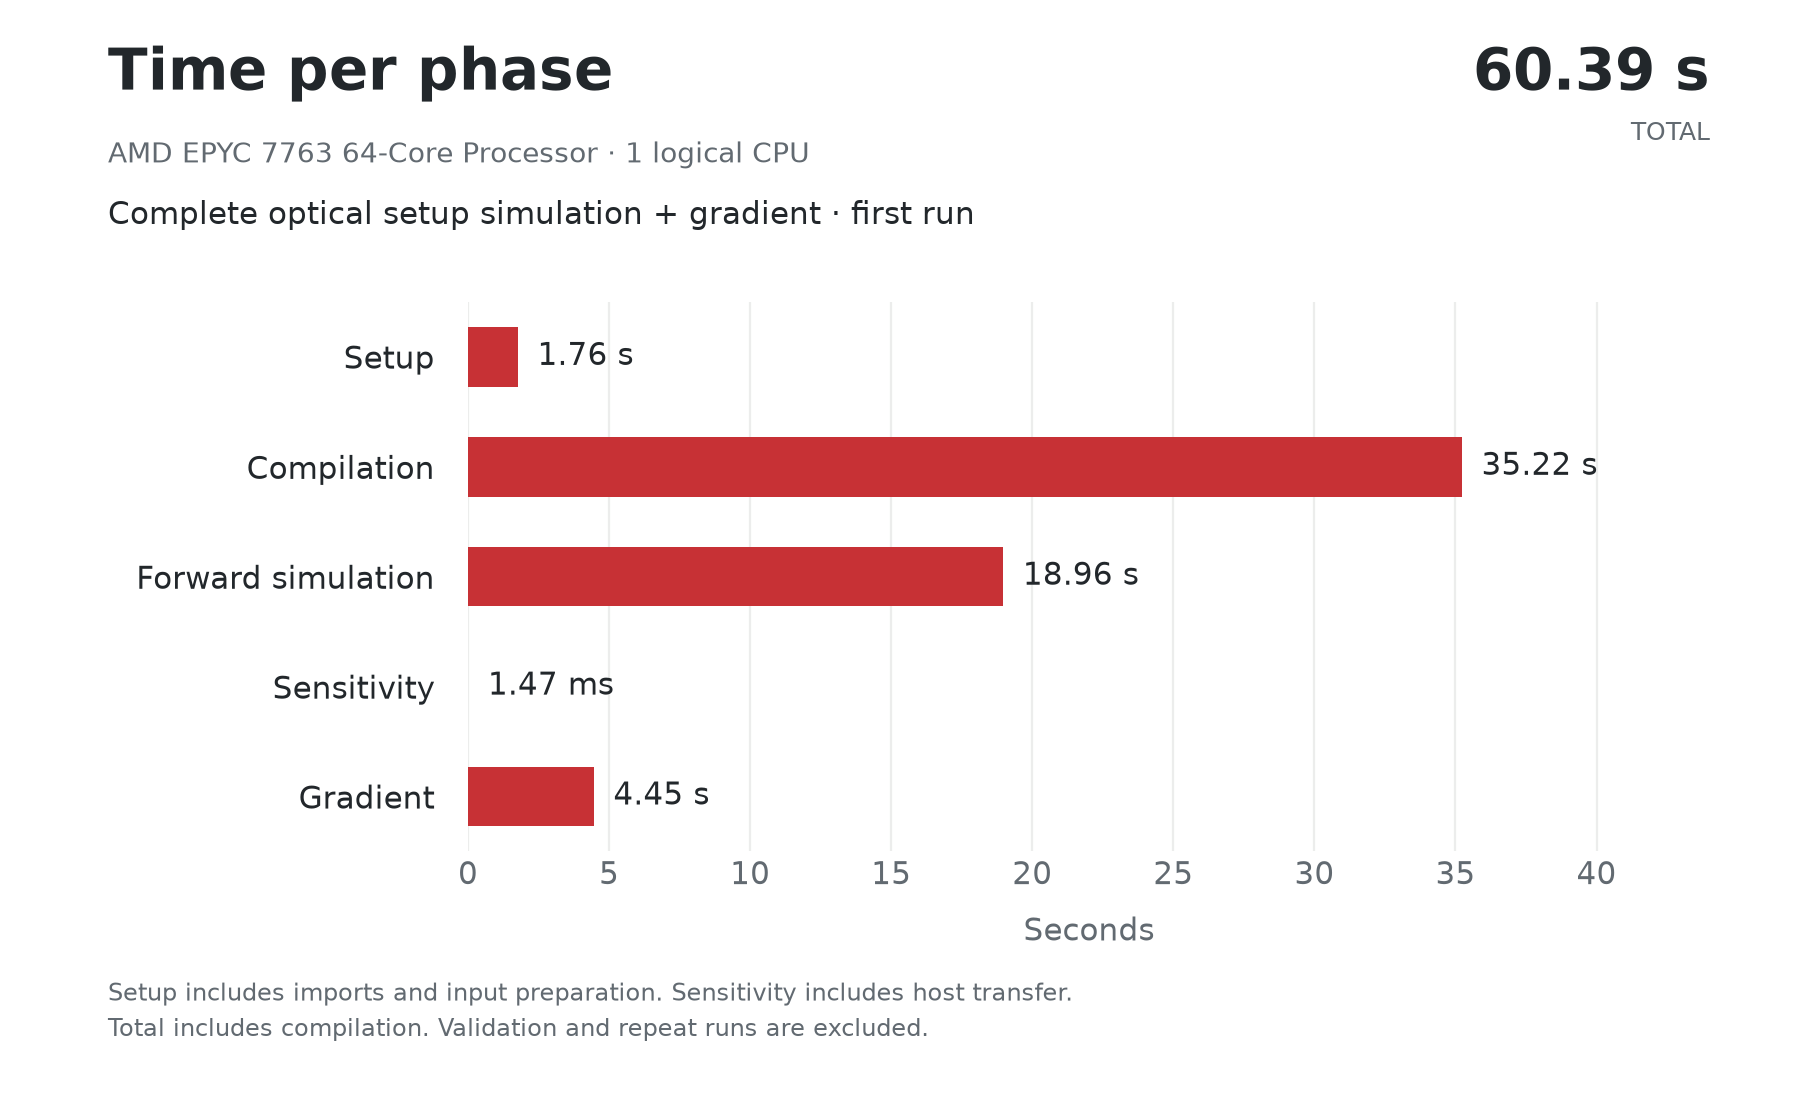 Time per phase
60.39 s
TOTAL
AMD EPYC 7763 64-Core Processor · 1 logical CPU
Complete optical setup simulation + gradient · first run
Setup
1.76 s
Compilation
35.22 s
Forward simulation
18.96 s
Sensitivity
1.47 ms
Gradient
4.45 s
0 5 10 15 20 25 30 35 40
Seconds
Setup includes imports and input preparation. Sensitivity includes host transfer.
Total includes compilation. Validation and repeat runs are excluded.